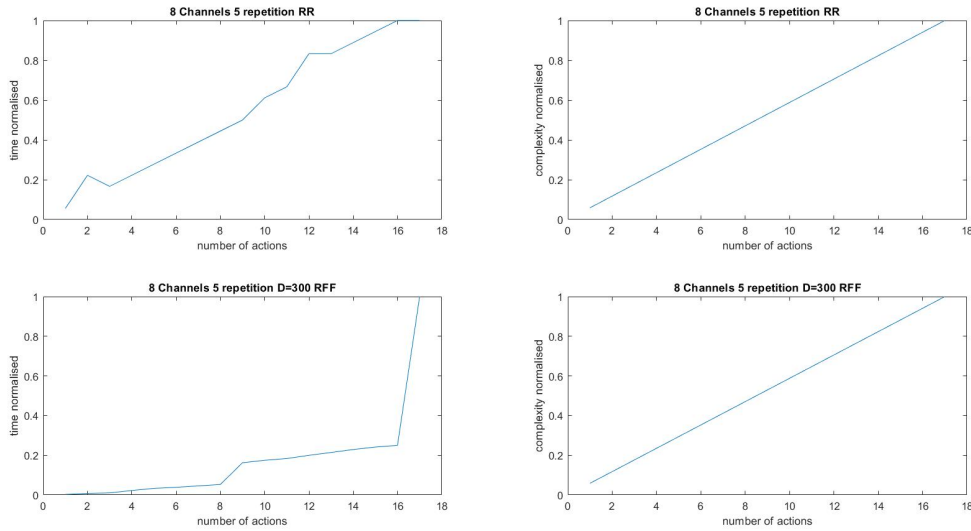 8 Channels 5 repetition RR
1
0.8
0.6
0.4
0.2
0
time normalised
0 2 4 6 8 10 12 14 16 18
number of actions
8 Channels 5 repetition RR
1
0.8
0.6
0.4
0.2
0
complexity normalised
0 2 4 6 8 10 12 14 16 18
number of actions
8 Channels 5 repetition D=300 RFF
1
0.8
0.6
0.4
0.2
0
time normalised
0 2 4 6 8 10 12 14 16 18
number of actions
8 Channels 5 repetition D=300 RFF
1
0.8
0.6
0.4
0.2
0
complexity normalised
0 2 4 6 8 10 12 14 16 18
number of actions